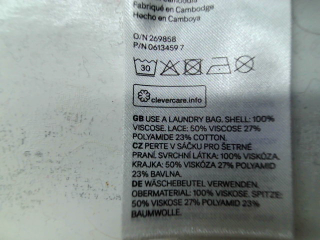 Fabriqué en Cambodge
Hecho en Camboya
O/N 269858
P/N 0613459 7
30
clevercare.info
GB USE A LAUNDRY BAG. SHELL: 100%
VISCOSE. LACE: 50% VISCOSE 27%
POLYAMIDE 23% COTTON.
CZ PERTE V SÁČKU PRO ŠETRNÉ
PRANÍ. SVRCHNÍ LÁTKA: 100% VISKÓZA.
KRAJKA: 50% VISKÓZA 27% POLYAMID
23% BAVLNA.
DE WÄSCHEBEUTEL VERWENDEN.
OBERMATERIAL: 100% VISKOSE, SPITZE:
50% VISKOSE 27% POLYAMID 23%
BAUMWOLLE.